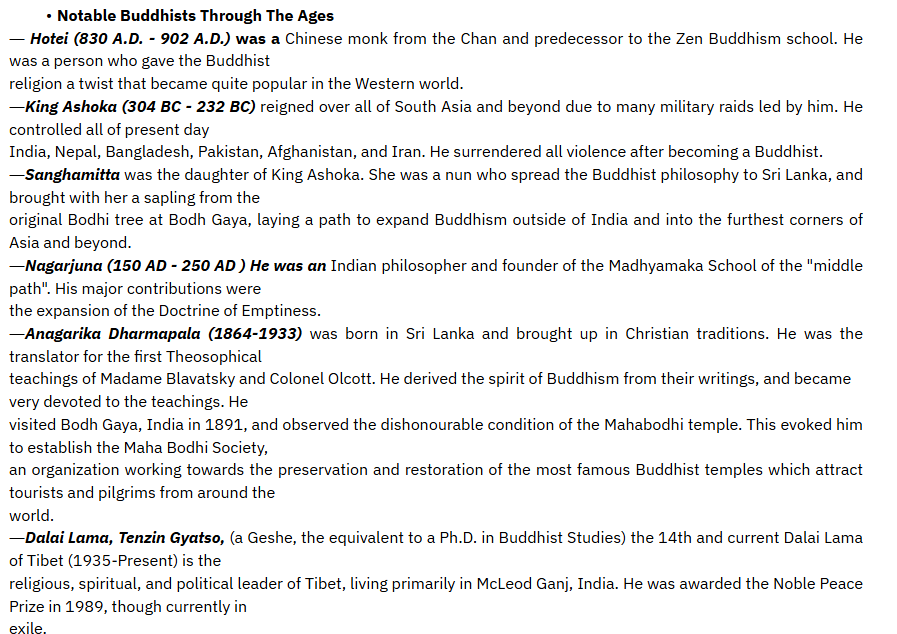 • Notable Buddhists Through The Ages
— Hotei (830 A.D. - 902 A.D.) was a Chinese monk from the Chan and predecessor to the Zen Buddhism school. He
was a person who gave the Buddhist
religion a twist that became quite popular in the Western world.
—King Ashoka (304 BC - 232 BC) reigned over all of South Asia and beyond due to many military raids led by him. He
controlled all of present day
India, Nepal, Bangladesh, Pakistan, Afghanistan, and Iran. He surrendered all violence after becoming a Buddhist.
—Sanghamitta was the daughter of King Ashoka. She was a nun who spread the Buddhist philosophy to Sri Lanka, and
brought with her a sapling from the
original Bodhi tree at Bodh Gaya, laying a path to expand Buddhism outside of India and into the furthest corners of
Asia and beyond.
—Nagarjuna (150 AD - 250 AD ) He was an Indian philosopher and founder of the Madhyamaka School of the "middle
path". His major contributions were
the expansion of the Doctrine of Emptiness.
—Anagarika Dharmapala (1864-1933) was born in Sri Lanka and brought up in Christian traditions. He was the
translator for the first Theosophical
teachings of Madame Blavatsky and Colonel Olcott. He derived the spirit of Buddhism from their writings, and became
very devoted to the teachings. He
visited Bodh Gaya, India in 1891, and observed the dishonourable condition of the Mahabodhi temple. This evoked him
to establish the Maha Bodhi Society,
an organization working towards the preservation and restoration of the most famous Buddhist temples which attract
tourists and pilgrims from around the
world.
—Dalai Lama, Tenzin Gyatso, (a Geshe, the equivalent to a Ph.D. in Buddhist Studies) the 14th and current Dalai Lama
of Tibet (1935-Present) is the
religious, spiritual, and political leader of Tibet, living primarily in McLeod Ganj, India. He was awarded the Noble Peace
Prize in 1989, though currently in
exile.